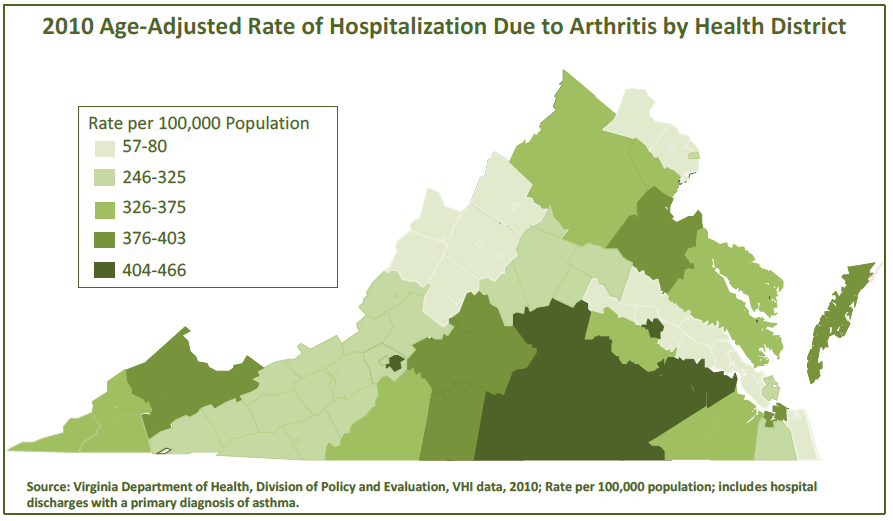 2010 Age-Adjusted Rate of Hospitalization Due to Arthritis by Health District
Rate per 100,000 Population
57-80
246-325
326-375
376-403
404-466
Source: Virginia Department of Health, Division of Policy and Evaluation, VHI data, 2010; Rate per 100,000 population; includes hospital
discharges with a primary diagnosis of asthma.